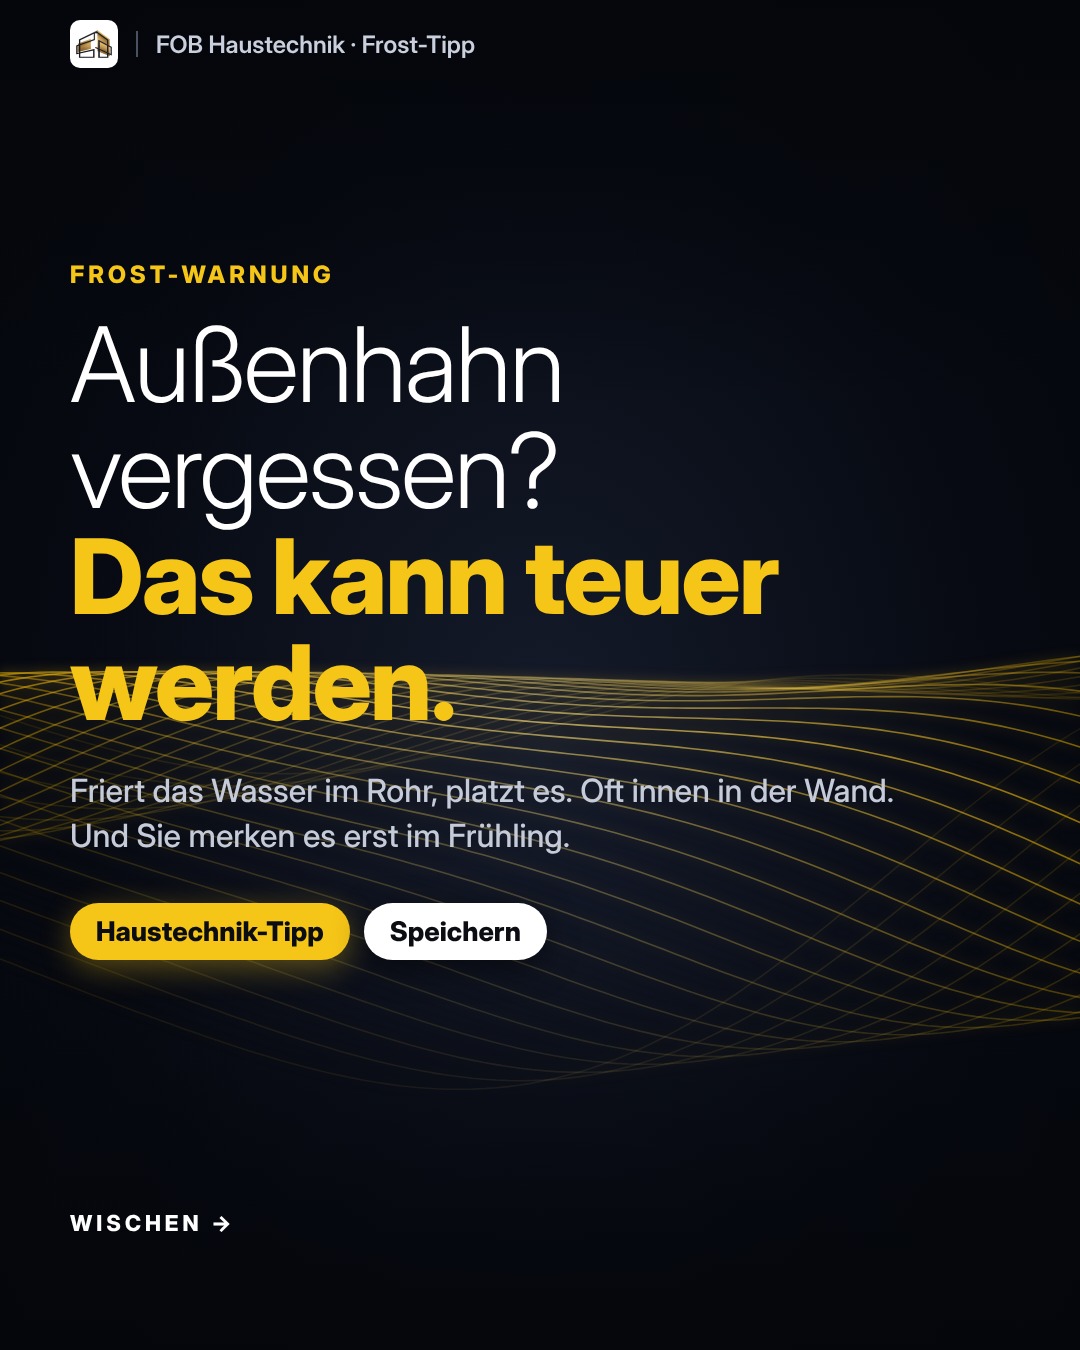 FOB Haustechnik · Frost-Tipp
FROST-WARNUNG
Außenhahn
vergessen?
Das kann teuer
werden.
Friert das Wasser im Rohr, platzt es. Oft innen in der Wand.
Und Sie merken es erst im Frühling.
Haustechnik-Tipp
Speichern
WISCHEN →